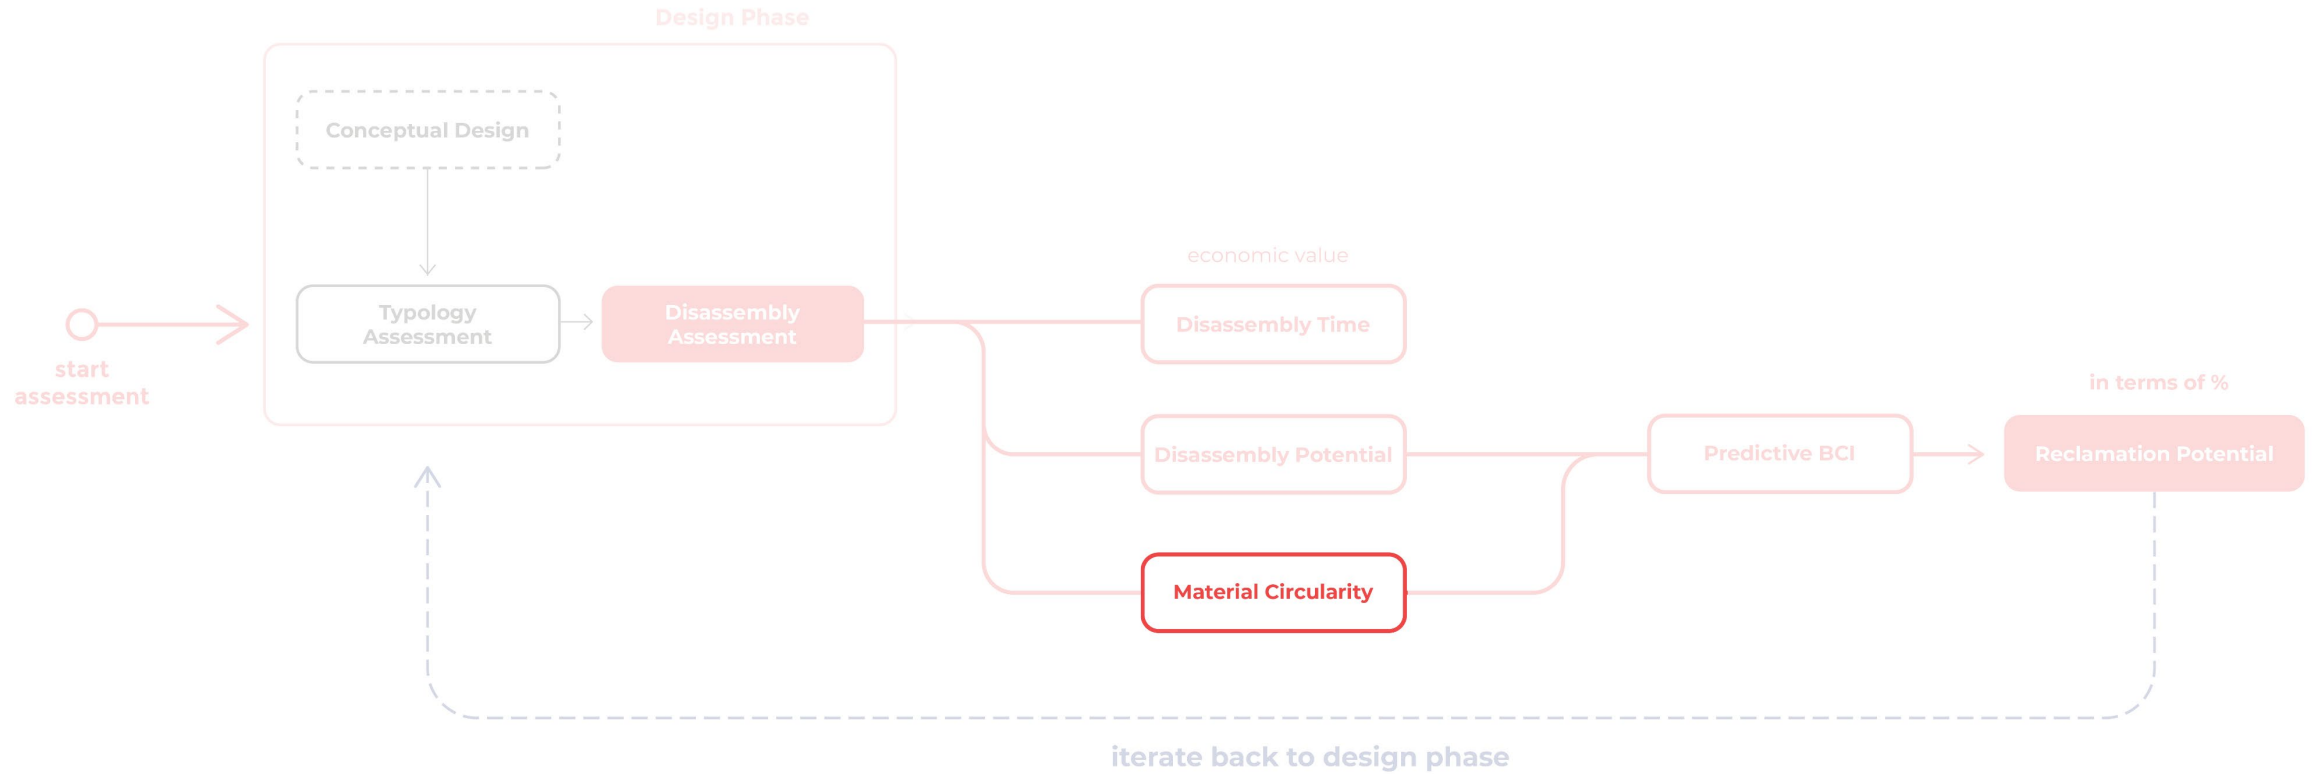 Design Phase
Conceptual Design
Typology
Assessment
Disassembly
Assessment
start
assessment
economic value
Disassembly Time
Disassembly Potential
Material Circularity
Predictive BCI
in terms of %
Reclamation Potential
iterate back to design phase